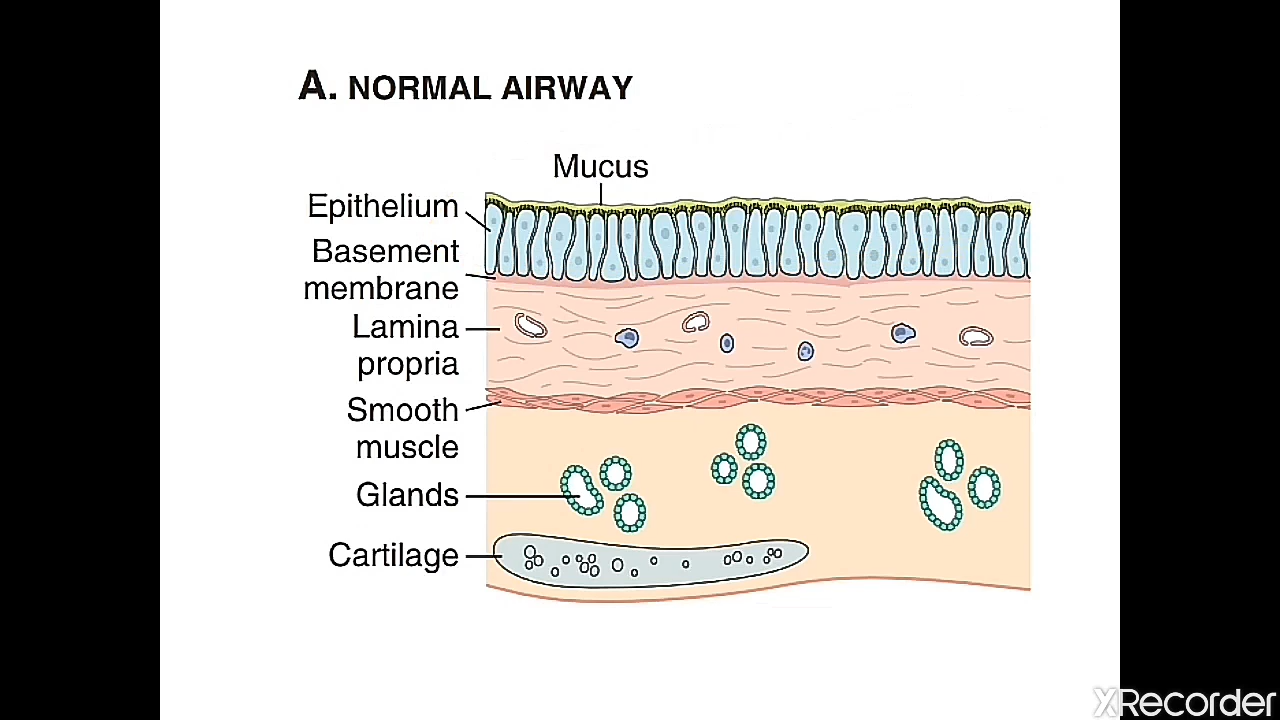 A. NORMAL AIRWAY
Mucus
Epithelium
Basement
membrane
Lamina
propria
Smooth
muscle
Glands
Cartilage
XRecorder